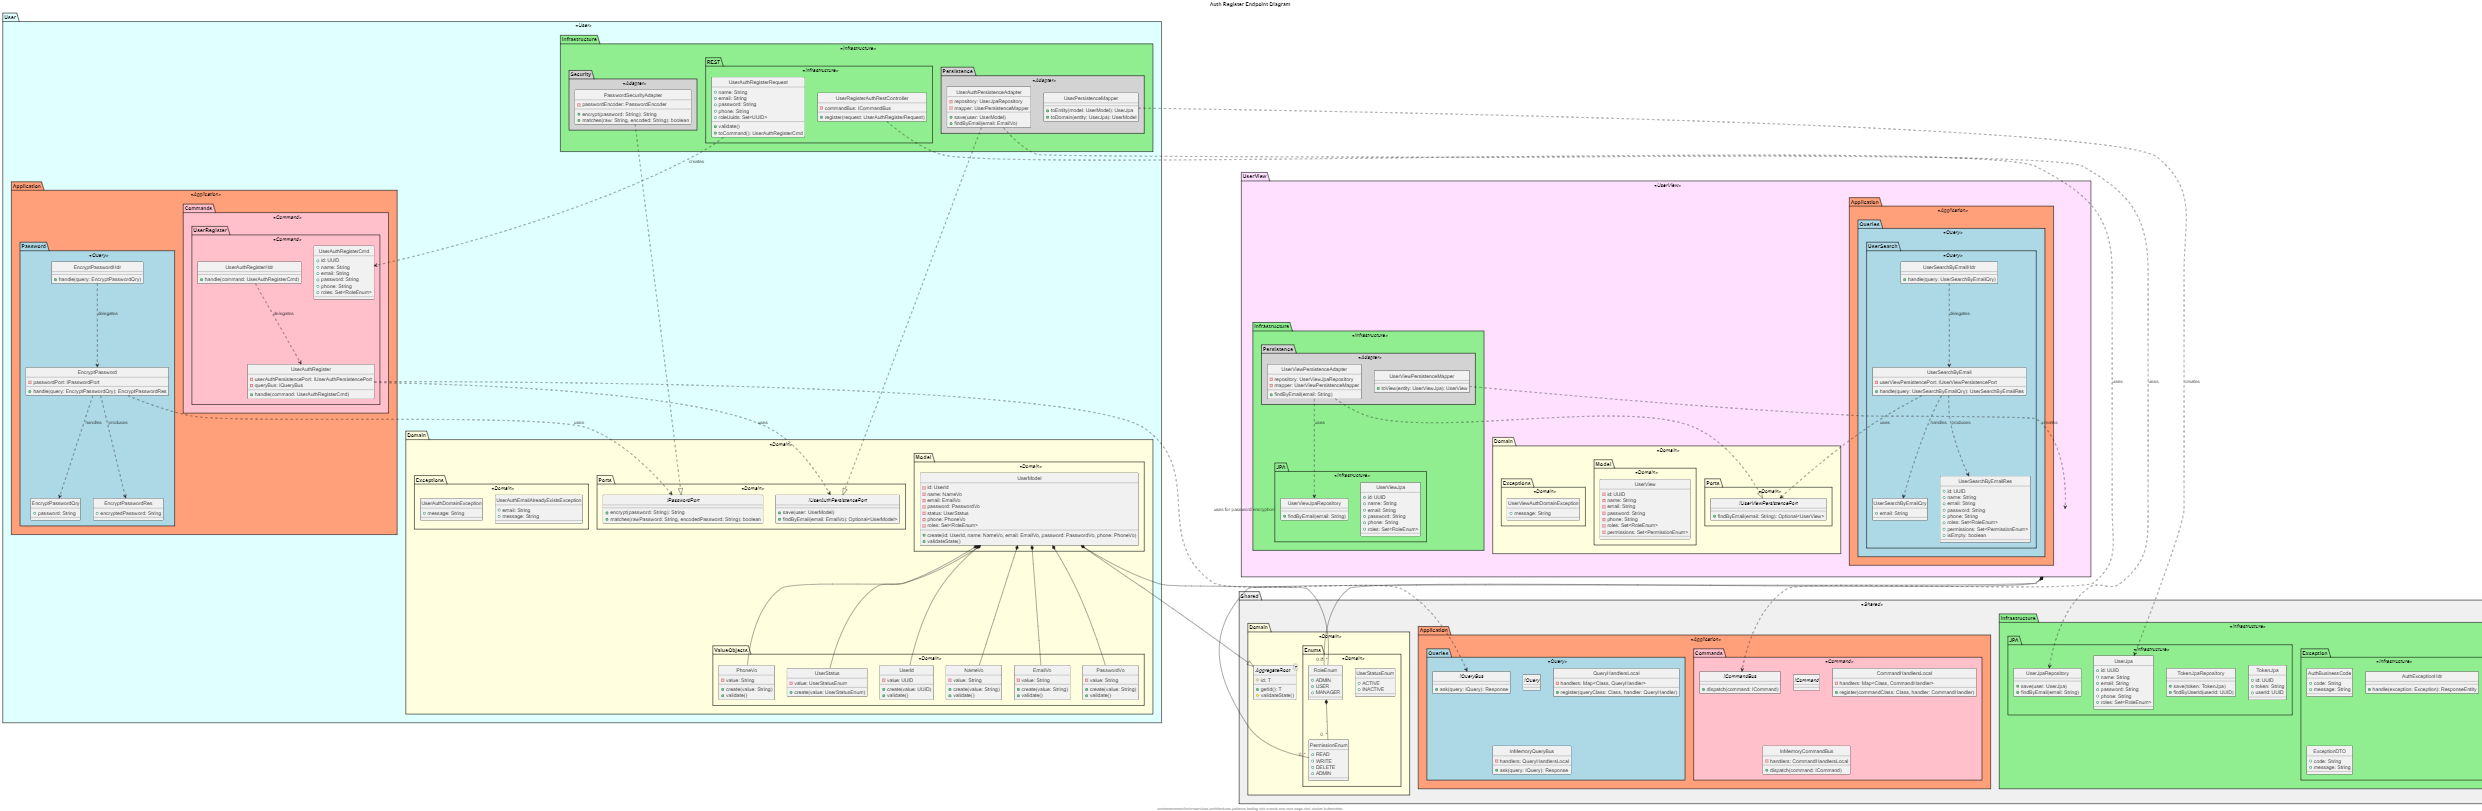 Auth Register Endpoint Diagram
User
«User»
Infrastructure
«Infrastructure»
Security
«Adapter»
PasswordSecurityAdapter
passwordEncoder: PasswordEncoder
encrypt(password: String): String
matches(raw: String, encoded: String): boolean
REST
«Infrastructure»
UserAuthRegisterRequest
name: String
email: String
password: String
phone: String
roleUuids: Set<UUID>
validate()
toCommand(): UserAuthRegisterCmd
UserRegisterAuthRestController
commandBus: ICommandBus
register(request: UserAuthRegisterRequest)
Persistence
«Adapter»
UserAuthPersistenceAdapter
repository: UserJpaRepository
mapper: UserPersistenceMapper
save(user: UserModel)
findByEmail(email: EmailVo)
UserPersistenceMapper
toEntity(model: UserModel): UserJpa
toDomain(entity: UserJpa): UserModel
creates
Application
«Application»
Password
«Query»
EncryptPasswordHdr
handle(query: EncryptPasswordQry)
delegates
EncryptPassword
passwordPort: IPasswordPort
handle(query: EncryptPasswordQry): EncryptPasswordRes
handles
produces
EncryptPasswordQry
password: String
EncryptPasswordRes
encryptedPassword: String
Commands
«Command»
UserRegister
«Command»
UserAuthRegisterHdr
handle(command: UserAuthRegisterCmd)
UserAuthRegisterCmd
id: UUID
name: String
email: String
password: String
phone: String
roles: Set<RoleEnum>
delegates
UserAuthRegister
userAuthPersistencePort: IUserAuthPersistencePort
queryBus: IQueryBus
handle(command: UserAuthRegisterCmd)
uses
uses
Domain
«Domain»
Exceptions
«Domain»
UserAuthDomainException
message: String
UserAuthEmailAlreadyExistsException
email: String
message: String
Ports
«Domain»
IPasswordPort
encrypt(password: String): String
matches(rawPassword: String, encodedPassword: String): boolean
IUserAuthPersistencePort
save(user: UserModel)
findByEmail(email: EmailVo): Optional<UserModel>
Model
«Domain»
UserModel
id: UserId
name: NameVo
email: EmailVo
password: PasswordVo
status: UserStatus
phone: PhoneVo
roles: Set<RoleEnum>
create(id: UserId, name: NameVo, email: EmailVo, password: PasswordVo, phone: PhoneVo)
validateState()
ValueObjects
«Domain»
PhoneVo
value: String
create(value: String)
validate()
UserStatus
value: UserStatusEnum
create(value: UserStatusEnum)
UserId
value: UUID
create(value: UUID)
validate()
NameVo
value: String
create(value: String)
validate()
EmailVo
value: String
create(value: String)
validate()
PasswordVo
value: String
create(value: String)
validate()
uses for password encryption
UserView
«UserView»
Infrastructure
«Infrastructure»
Persistence
«Adapter»
UserViewPersistenceAdapter
repository: UserViewJpaRepository
mapper: UserViewPersistenceMapper
findByEmail(email: String)
UserViewPersistenceMapper
toView(entity: UserViewJpa): UserView
uses
JPA
«Infrastructure»
UserViewJpaRepository
findByEmail(email: String)
UserViewJpa
id: UUID
name: String
email: String
password: String
phone: String
roles: Set<RoleEnum>
Domain
«Domain»
Exceptions
«Domain»
UserViewAuthDomainException
message: String
Model
«Domain»
UserView
id: UUID
name: String
email: String
password: String
phone: String
roles: Set<RoleEnum>
permissions: Set<PermissionEnum>
Ports
«Domain»
IUserViewPersistencePort
findByEmail(email: String): Optional<UserView>
Application
«Application»
Queries
«Query»
UserSearch
«Query»
UserSearchByEmailHdr
handle(query: UserSearchByEmailQry)
delegates
UserSearchByEmail
userViewPersistencePort: IUserViewPersistencePort
handle(query: UserSearchByEmailQry): UserSearchByEmailRes
uses
handles
produces
creates
UserSearchByEmailQry
email: String
UserSearchByEmailRes
id: UUID
name: String
email: String
password: String
phone: String
roles: Set<RoleEnum>
permissions: Set<PermissionEnum>
isEmpty: boolean
uses
uses
creates
Shared
«Shared»
Domain
«Domain»
AggregateRoot
T
id: T
getId(): T
validateState()
Enums
«Domain»
RoleEnum
ADMIN
USER
MANAGER
UserStatusEnum
ACTIVE
INACTIVE
PermissionEnum
READ
WRITE
DELETE
ADMIN
Application
«Application»
Queries
«Query»
IQueryBus
ask(query: IQuery): Response
IQuery
QueryHandlersLocal
handlers: Map<Class, QueryHandler>
register(queryClass: Class, handler: QueryHandler)
InMemoryQueryBus
handlers: QueryHandlersLocal
ask(query: IQuery): Response
Commands
«Command»
ICommandBus
dispatch(command: ICommand)
ICommand
CommandHandlersLocal
handlers: Map<Class, CommandHandler>
register(commandClass: Class, handler: CommandHandler)
InMemoryCommandBus
handlers: CommandHandlersLocal
dispatch(command: ICommand)
Infrastructure
«Infrastructure»
JPA
«Infrastructure»
UserJpaRepository
save(user: UserJpa)
findByEmail(email: String)
UserJpa
id: UUID
name: String
email: String
password: String
phone: String
roles: Set<RoleEnum>
TokenJpaRepository
save(token: TokenJpa)
findByUserId(userId: UUID)
TokenJpa
id: UUID
token: String
userId: UUID
Exception
«Infrastructure»
AuthBusinessCode
code: String
message: String
AuthExceptionHdr
handle(exception: Exception): ResponseEntity
ExceptionDTO
code: String
message: String